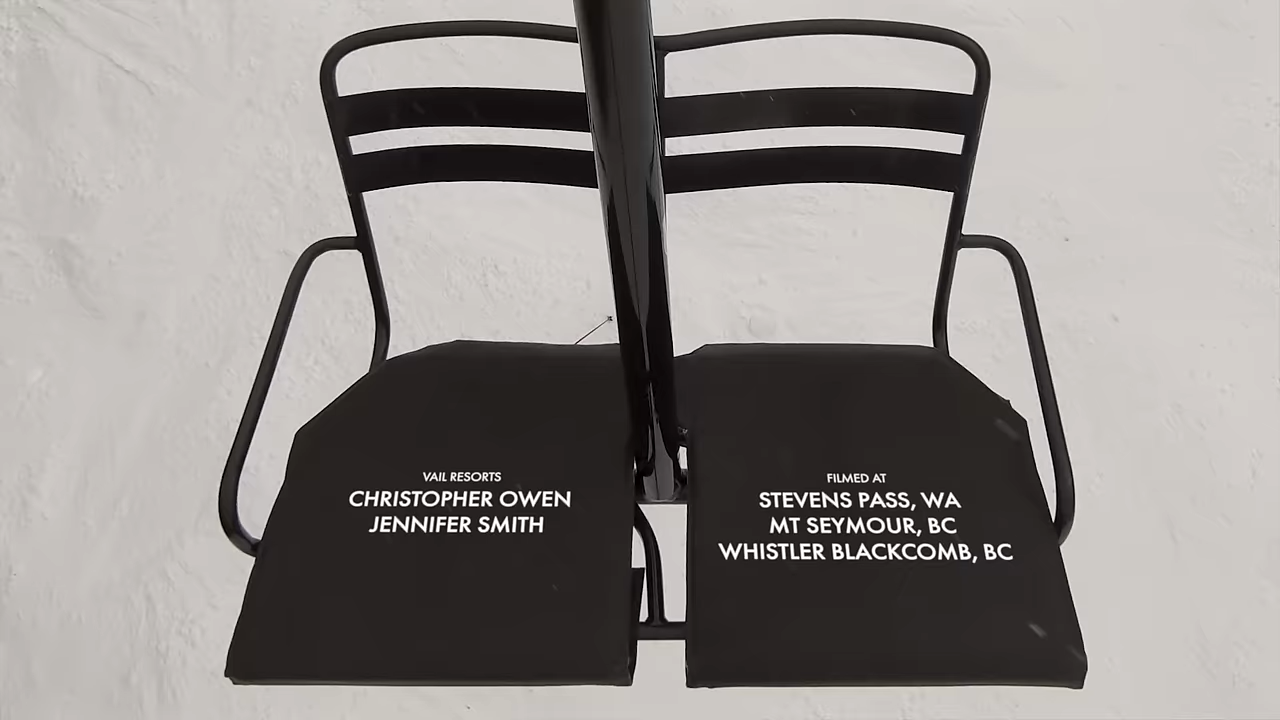 VAIL RESORTS
CHRISTOPHER OWEN
JENNIFER SMITH
FILMED AT
STEVENS PASS, WA
MT SEYMOUR, BC
WHISTLER BLACKCOMB, BC